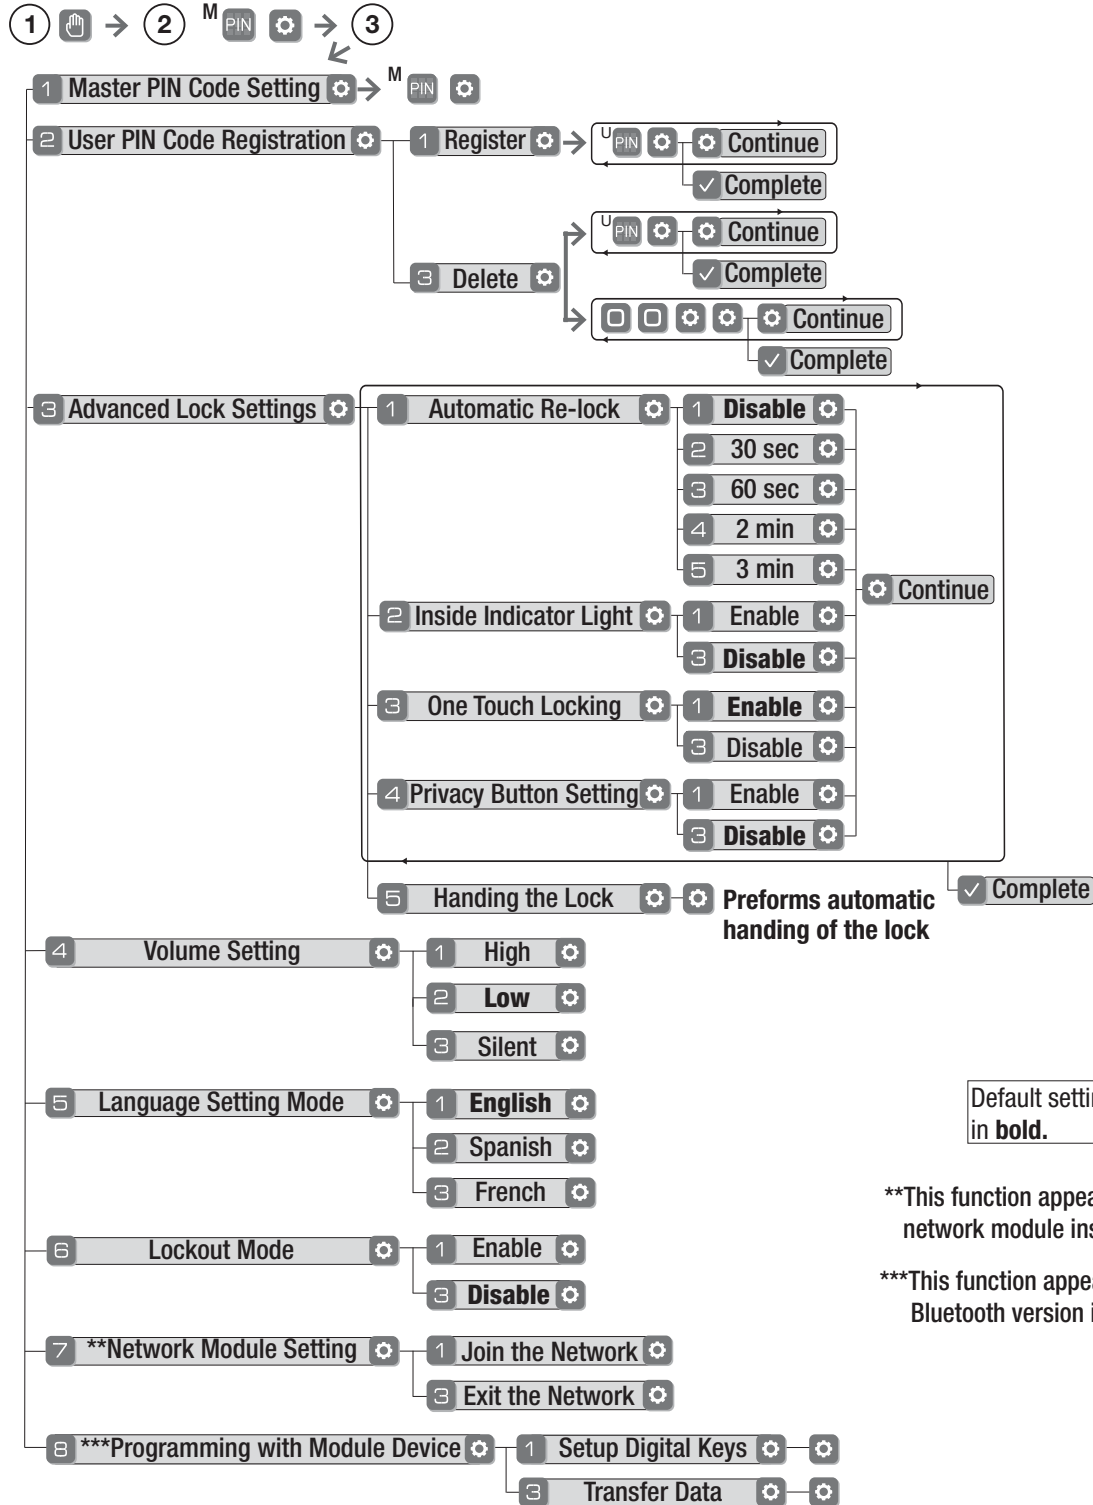 1 2 M PIN 3
1 Master PIN Code Setting M PIN
2 User PIN Code Registration 1 Register U PIN Continue
Complete
U PIN Continue
3 Delete Complete
Continue
Complete
3 Advanced Lock Settings 1 Automatic Re-lock 1 Disable
2 30 sec
3 60 sec
4 2 min
5 3 min
Continue
2 Inside Indicator Light 1 Enable
3 Disable
3 One Touch Locking 1 Enable
3 Disable
4 Privacy Button Setting 1 Enable
3 Disable
Complete
5 Handing the Lock Preforms automatic
handing of the lock
4 Volume Setting 1 High
2 Low
3 Silent
5 Language Setting Mode 1 English
2 Spanish
3 French
Default
in bold.
**This function
network module
***This function
Bluetooth version
6 Lockout Mode 1 Enable
3 Disable
7 **Network Module Setting 1 Join the Network
3 Exit the Network
8 ***Programming with Module Device 1 Setup Digital Keys
3 Transfer Data